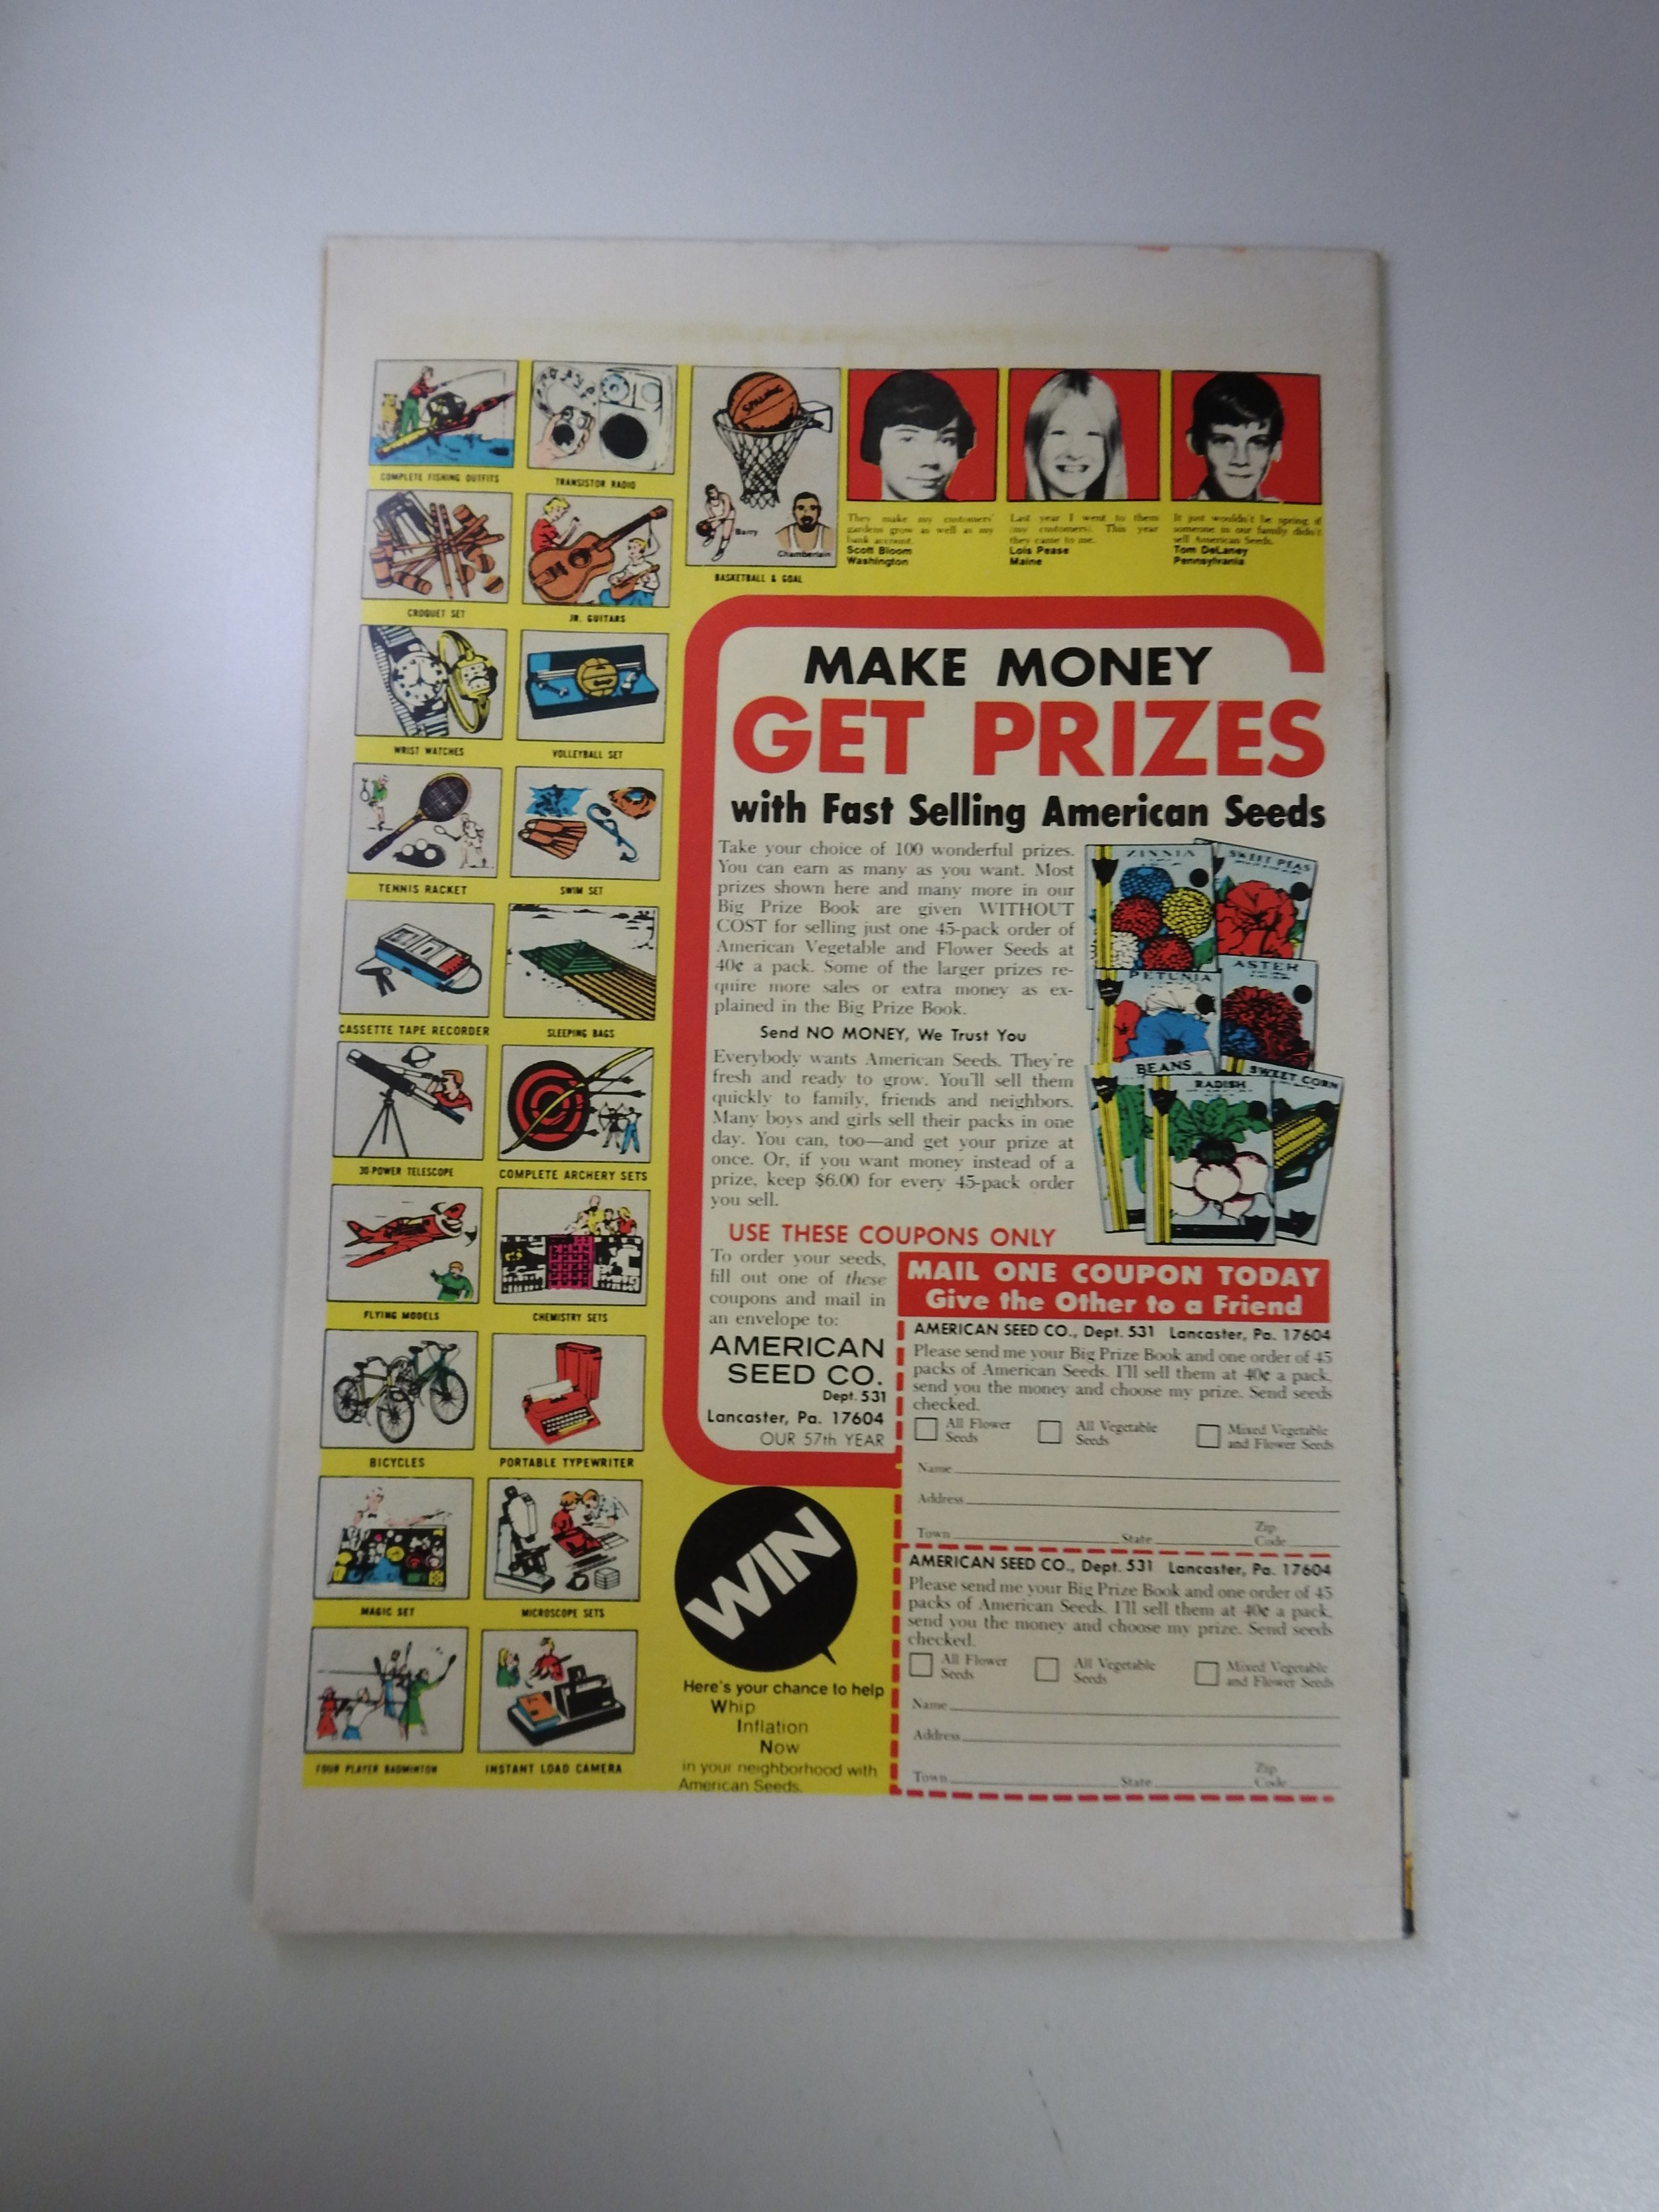 COMPLETE FISHING OUTFITS
TRANSISTOR RADIO
CROQUET SET
JR. GUITARS
WRIST WATCHES
VOLLEYBALL SET
TENNIS RACKET
SWIM SET
CASSETTE TAPE RECORDER
SLEEPING BAGS
30 POWER TELESCOPE
COMPLETE ARCHERY SETS
FLYING MODELS
CHEMISTRY SETS
BICYCLES
PORTABLE TYPEWRITER
MAGIC SET
MICROSCOPE SETS
FOUR PLAYER BADMINTON
INSTANT LOAD CAMERA
SPALDING
Barry
Chamberlain
BASKETBALL & GOAL
They make my customers'
gardens grow as well as my
bank account.
Scott Bloom
Washington
Last year I went to them
(my customers). This year
they came to me.
Lois Pease
Maine
It just wouldn't be spring if
someone in our family didn't
sell American Seeds.
Tom DeLaney
Pennsylvania
MAKE MONEY
GET PRIZES
with Fast Selling American Seeds
Take your choice of 100 wonderful prizes.
You can earn as many as you want. Most
prizes shown here and many more in our
Big Prize Book are given WITHOUT
COST for selling just one 45-pack order of
American Vegetable and Flower Seeds at
40¢ a pack. Some of the larger prizes re-
quire more sales or extra money as ex-
plained in the Big Prize Book.
Send NO MONEY, We Trust You
Everybody wants American Seeds. They're
fresh and ready to grow. You'll sell them
quickly to family, friends and neighbors.
Many boys and girls sell their packs in one
day. You can, too—and get your prize at
once. Or, if you want money instead of a
prize, keep $6.00 for every 45-pack order
you sell.
ZINNIA
SWEET PEAS
PETUNIA
ASTER
BEANS
RADISH
SWEET CORN
USE THESE COUPONS ONLY
To order your seeds,
fill out one of these
coupons and mail in
an envelope to:
AMERICAN
SEED CO.
Dept. 531
Lancaster, Pa. 17604
OUR 57th YEAR
MAIL ONE COUPON TODAY
Give the Other to a Friend
AMERICAN SEED CO., Dept. 531 Lancaster, Pa. 17604
Please send me your Big Prize Book and one order of 45
packs of American Seeds. I'll sell them at 40¢ a pack,
send you the money and choose my prize. Send seeds
checked.
All Flower Seeds
All Vegetable Seeds
Mixed Vegetable and Flower Seeds
Name
Address
Town State Zip Code
AMERICAN SEED CO., Dept. 531 Lancaster, Pa. 17604
Please send me your Big Prize Book and one order of 45
packs of American Seeds. I'll sell them at 40¢ a pack,
send you the money and choose my prize. Send seeds
checked.
All Flower Seeds
All Vegetable Seeds
Mixed Vegetable and Flower Seeds
Name
Address
Town State Zip Code
WIN
Here's your chance to help
Whip
Inflation
Now
in your neighborhood with
American Seeds.